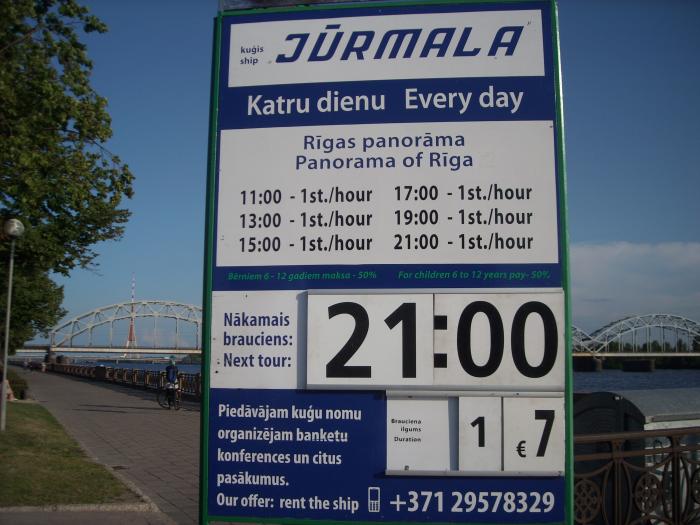 kuģis "JŪRMALA"
ship
Katru dienu Every day
Rīgas panorāma
Panorama of Rīga
11:00 - 1st./hour 17:00 - 1st./hour
13:00 - 1st./hour 19:00 - 1st./hour
15:00 - 1st./hour 21:00 - 1st./hour
Bērniem 6 - 12 gadiem maksa - 50% For children 6 to 12 years pay- 50%
Nākamais
brauciens:
Next tour:
21:00
Piedāvājam kuģu nomu
organizējam banketu
konferences un citus
pasākumus.
Our offer: rent the ship
Brauciena
ilgums
Duration
1 € 7
+371 29578329